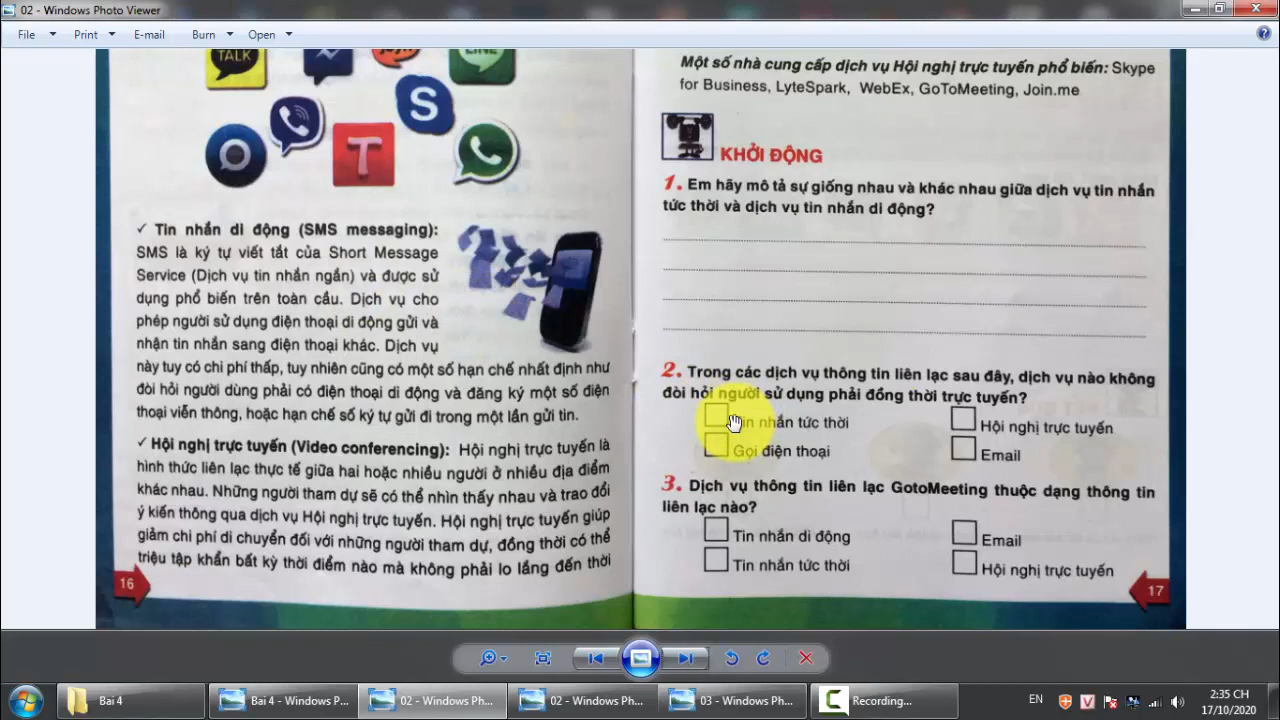 02 - Windows Photo Viewer
File Print E-mail Burn Open
TALK
LINE
S
T
✓ Tin nhắn di động (SMS messaging):
SMS là ký tự viết tắt của Short Message
Service (Dịch vụ tin nhắn ngắn) và được sử
dụng phổ biến trên toàn cầu. Dịch vụ cho
phép người sử dụng điện thoại di động gửi và
nhận tin nhắn sang điện thoại khác. Dịch vụ
này tuy có chi phí thấp, tuy nhiên cũng có một số hạn chế nhất định như
đòi hỏi người dùng phải có điện thoại di động và đăng ký một số điện
thoại viễn thông, hoặc hạn chế số ký tự gửi đi trong một lần gửi tin.
✓ Hội nghị trực tuyến (Video conferencing): Hội nghị trực tuyến là
hình thức liên lạc thực tế giữa hai hoặc nhiều người ở nhiều địa điểm
khác nhau. Những người tham dự sẽ có thể nhìn thấy nhau và trao đổi
ý kiến thông qua dịch vụ Hội nghị trực tuyến. Hội nghị trực tuyến giúp
giảm chi phí di chuyển đối với những người tham dự, đồng thời có thể
triệu tập khẩn bất kỳ thời điểm nào mà không phải lo lắng đến thời
16
Một số nhà cung cấp dịch vụ Hội nghị trực tuyến phổ biến: Skype
for Business, LyteSpark, WebEx, GoToMeeting, Join.me
KHỞI ĐỘNG
1. Em hãy mô tả sự giống nhau và khác nhau giữa dịch vụ tin nhắn
tức thời và dịch vụ tin nhắn di động?
2. Trong các dịch vụ thông tin liên lạc sau đây, dịch vụ nào không
đòi hỏi người sử dụng phải đồng thời trực tuyến?
Tin nhắn tức thời
Hội nghị trực tuyến
Gọi điện thoại
Email
3. Dịch vụ thông tin liên lạc GotoMeeting thuộc dạng thông tin
liên lạc nào?
Tin nhắn di động
Email
Tin nhắn tức thời
Hội nghị trực tuyến
17
Bai 4
Bai 4 - Windows P...
02 - Windows Ph...
02 - Windows Ph...
03 - Windows Pho...
Recording...
EN
2:35 CH
17/10/2020